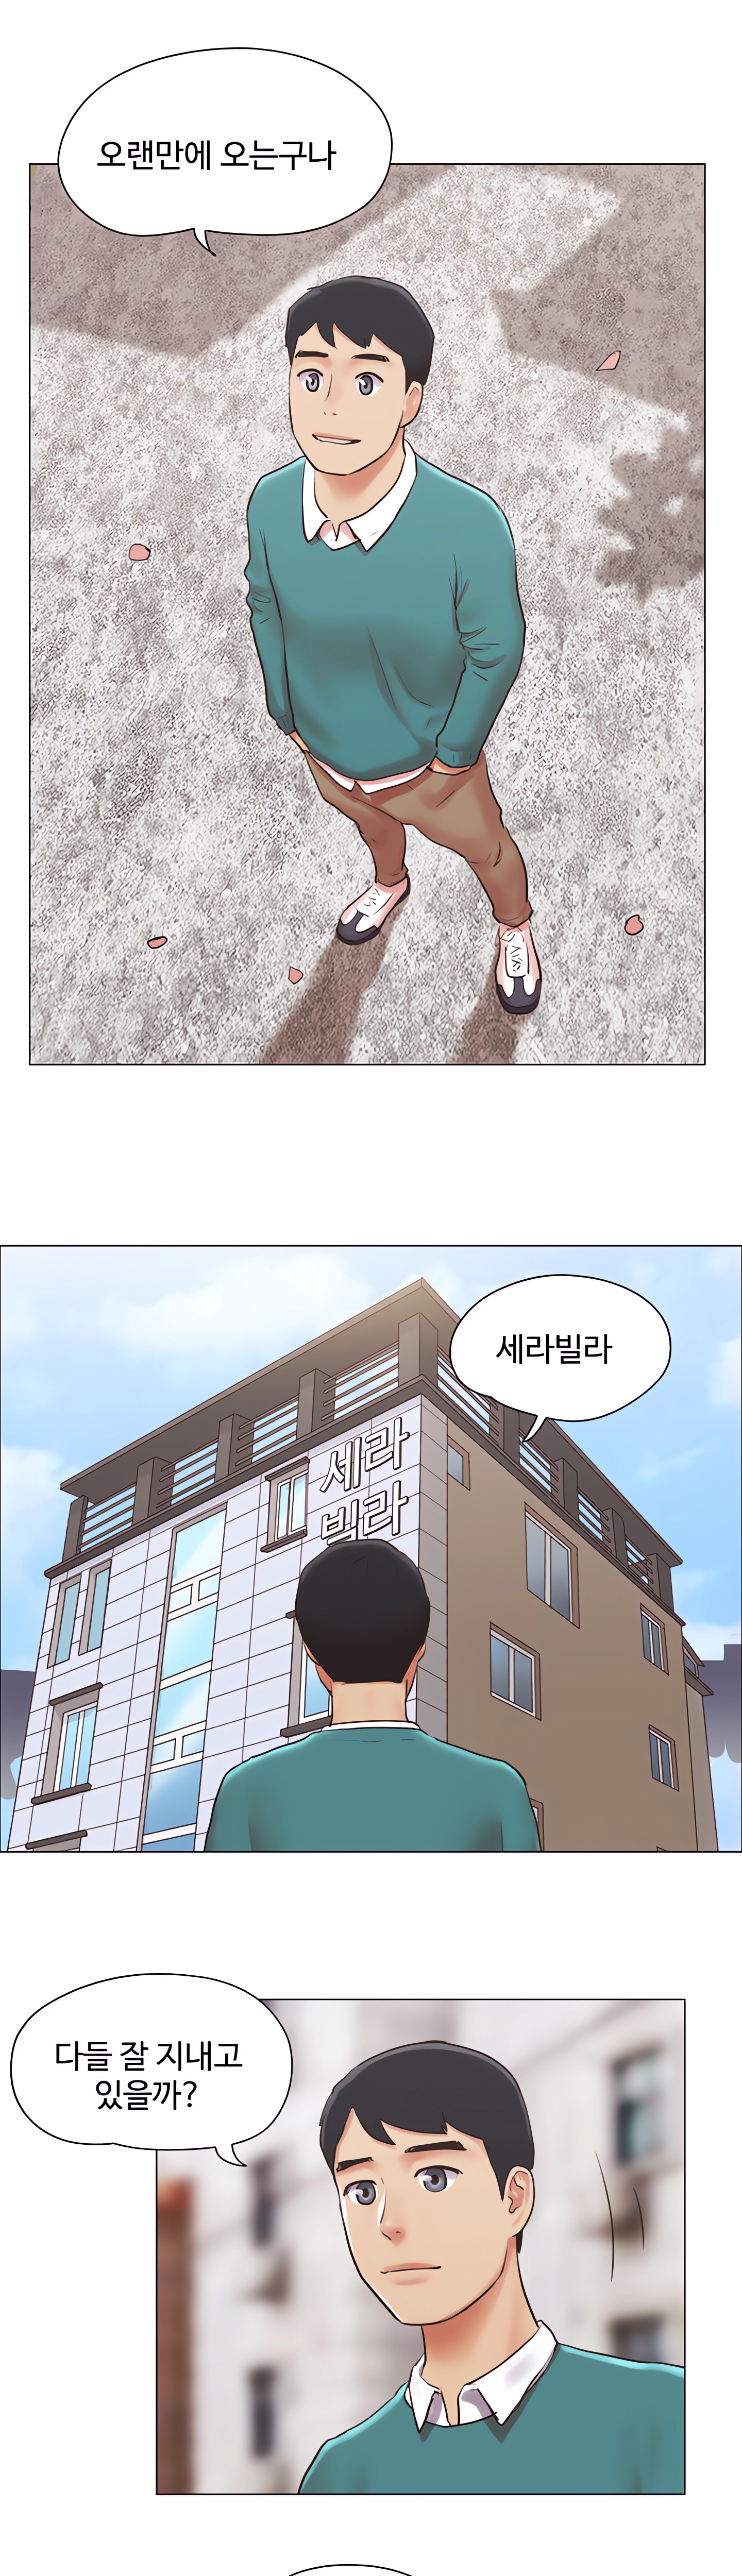 오랜만에 오는구나
세라빌라
세라
빌라
다들 잘 지내고
있을까?